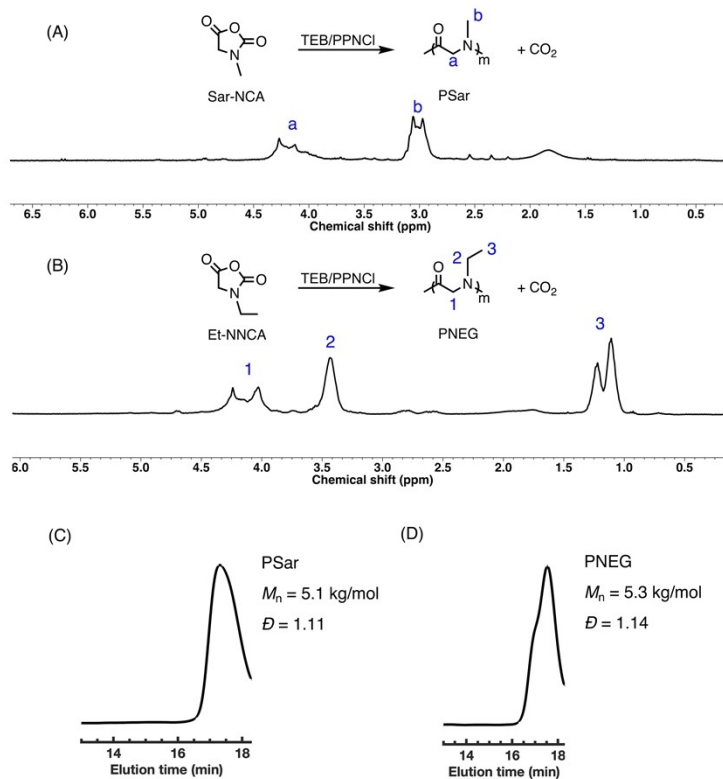 (A)
O
O
O
N
Sar-NCA
TEB/PPNCl
O
N
b
a
m
PSar
+ CO₂
a
b
6.5 6.0 5.5 5.0 4.5 4.0 3.5 3.0 2.5 2.0 1.5 1.0 0.5
Chemical shift (ppm)
(B)
O
O
O
N
Et-NNCA
TEB/PPNCl
O
N
2
3
1
m
PNEG
+ CO₂
1
2
3
6.0 5.5 5.0 4.5 4.0 3.5 3.0 2.5 2.0 1.5 1.0 0.5
Chemical shift (ppm)
(C)
PSar
Mn = 5.1 kg/mol
Đ = 1.11
14 16 18
Elution time (min)
(D)
PNEG
Mn = 5.3 kg/mol
Đ = 1.14
14 16 18
Elution time (min)